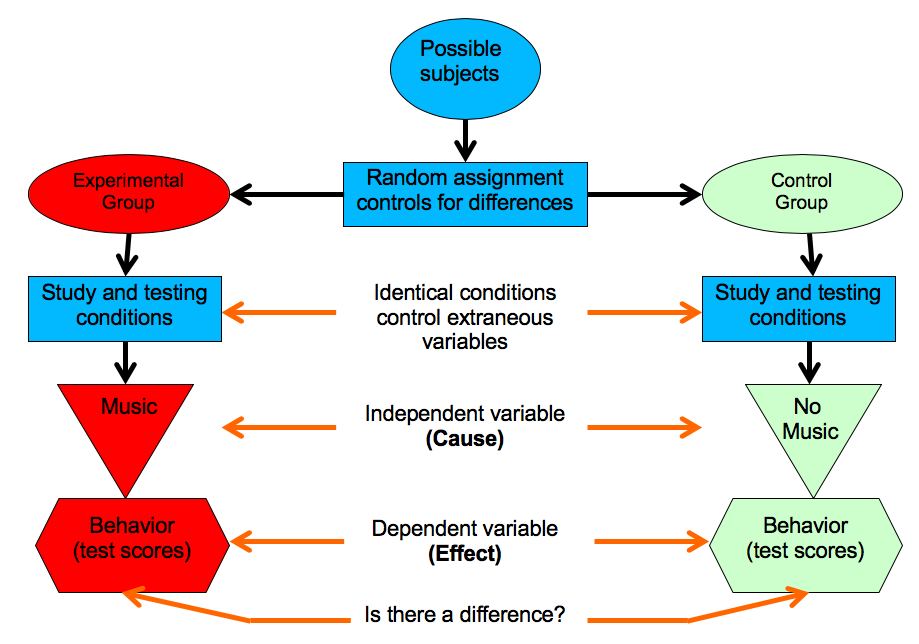 Possible
subjects
Experimental
Group
Random assignment
controls for differences
Control
Group
Study and testing
conditions
Identical conditions
control extraneous
variables
Study and testing
conditions
Music
Independent variable
(Cause)
No
Music
Behavior
(test scores)
Dependent variable
(Effect)
Behavior
(test scores)
Is there a difference?